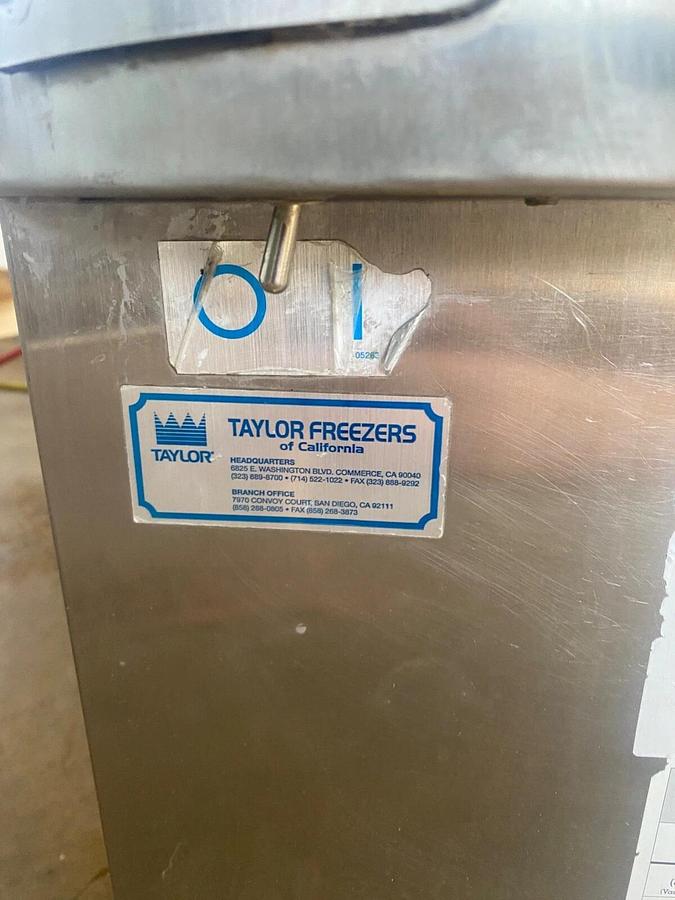 O I
TAYLOR FREEZERS
of California
TAYLOR
HEADQUARTERS
6825 E. WASHINGTON BLVD. COMMERCE, CA 90040
(323) 889-8700 • (714) 522-1022 • FAX (323) 888-9292
BRANCH OFFICE
7970 CONVOY COURT, SAN DIEGO, CA 92111
(858) 268-0805 • FAX (858) 268-3873